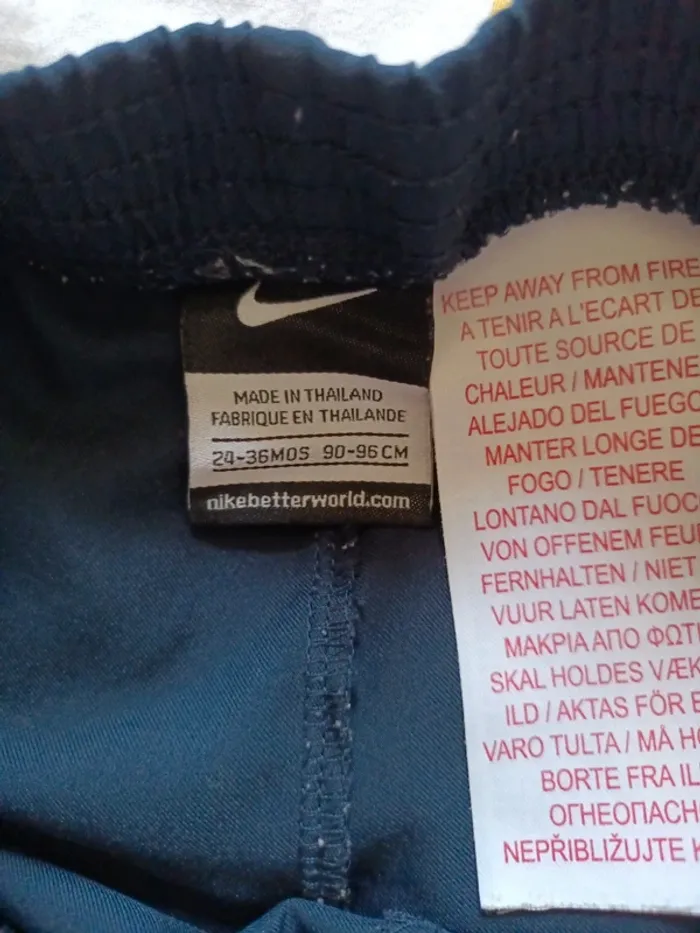 MADE IN THAILAND
FABRIQUE EN THAILANDE
24-36MOS 90-96CM
nikebetterworld.com
KEEP AWAY FROM FIRE
A TENIR A L'ECART DE
TOUTE SOURCE DE
CHALEUR / MANTENE
ALEJADO DEL FUEGO
MANTER LONGE DE
FOGO / TENERE
LONTANO DAL FUOC
VON OFFENEM FEU
FERNHALTEN / NIET
VUUR LATEN KOME
ΜΑΚΡΙΑ ΑΠΟ ΦΩΤΙ
SKAL HOLDES VÆK
ILD / AKTAS FÖR E
VARO TULTA / MÅ HO
BORTE FRA IL
ОГНЕОПАСН
NEPŘIBLIŽUJTE K